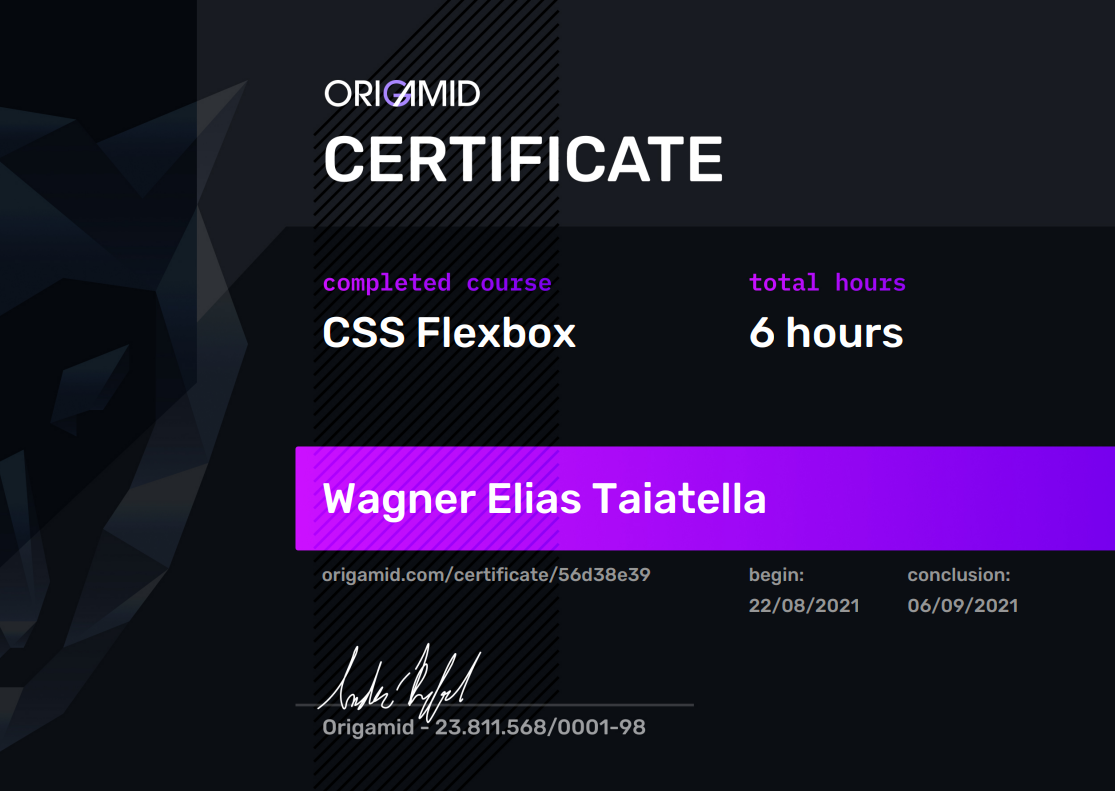 ORIGAMID
CERTIFICATE
completed course
CSS Flexbox
total hours
6 hours
Wagner Elias Taiatella
origamid.com/certificate/56d38e39
begin:
22/08/2021
conclusion:
06/09/2021
Origamid - 23.811.568/0001-98